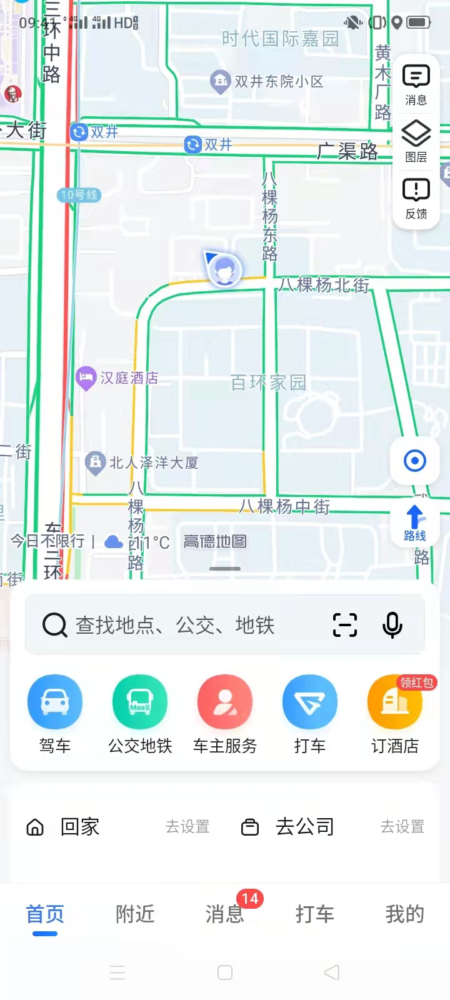 09:41 4G 4G HD 1 2
三环中路
时代国际嘉园
黄木厂路
双井东院小区
消息
大街
双井
双井
广渠路
图层
10号线
八棵杨东路
反馈
八棵杨北街
汉庭酒店
百环家园
二街
北人泽洋大厦
八棵杨
路
八棵杨中街
东三环
今日不限行 | 11°C 高德地图
路线
路
街
查找地点、公交、地铁
领红包
MaaS
驾车 公交地铁 车主服务 打车 订酒店
回家 去设置 去公司 去设置
14
首页 附近 消息 打车 我的